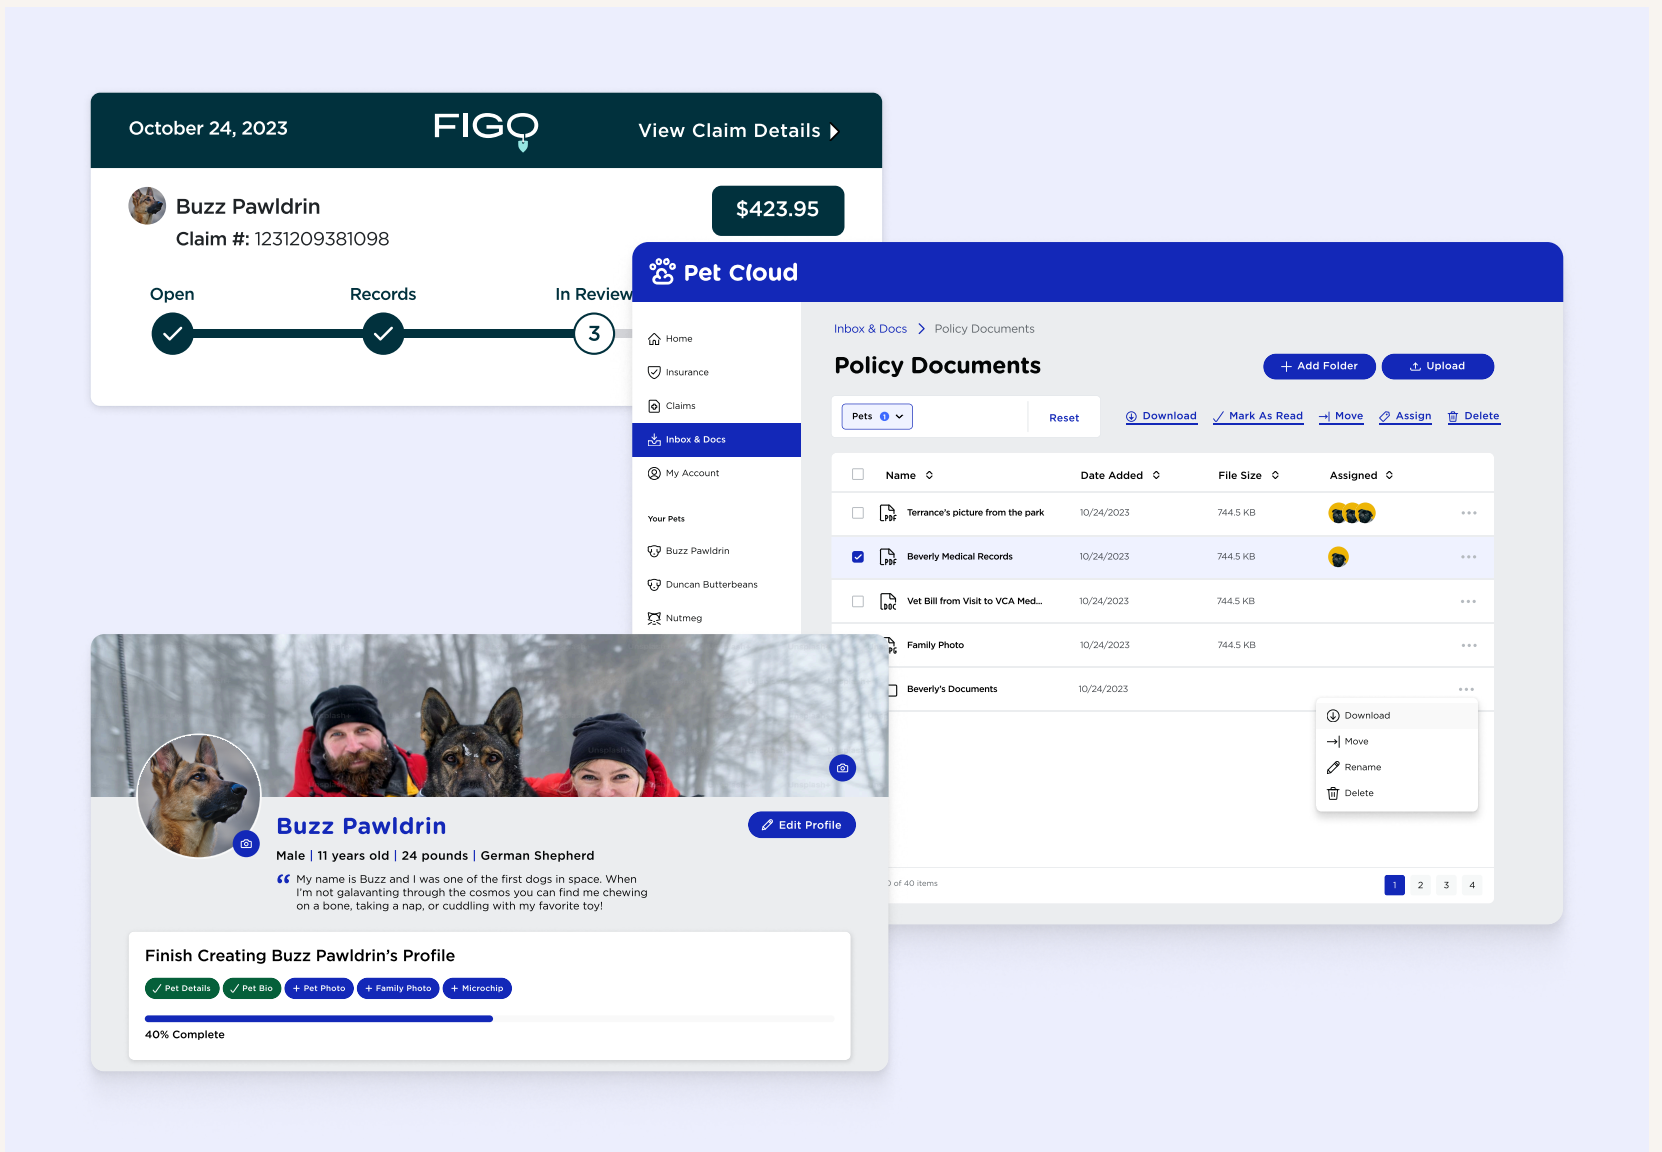 October 24, 2023
FIGO
View Claim Details
Buzz Pawldrin
$423.95
Claim #: 1231209381098
Open
Records
In Review
3
Pet Cloud
Home
Insurance
Claims
Inbox & Docs
My Account
Your Pets
Buzz Pawldrin
Duncan Butterbeans
Nutmeg
Inbox & Docs
Policy Documents
Policy Documents
Add Folder
Upload
Pets 1
Reset
Download
Mark As Read
Move
Assign
Delete
Name
Date Added
File Size
Assigned
PDF
Terrance's picture from the park
10/24/2023
744.5 KB
PDF
Beverly Medical Records
10/24/2023
744.5 KB
DOC
Vet Bill from Visit to VCA Med...
10/24/2023
744.5 KB
Family Photo
10/24/2023
744.5 KB
Beverly's Documents
10/24/2023
Download
Move
Rename
Delete
of 40 items
1
2
3
4
Unsplash+
Buzz Pawldrin
Edit Profile
Male | 11 years old | 24 pounds | German Shepherd
“ My name is Buzz and I was one of the first dogs in space. When
I'm not galavanting through the cosmos you can find me chewing
on a bone, taking a nap, or cuddling with my favorite toy!
Finish Creating Buzz Pawldrin's Profile
Pet Details
Pet Bio
+ Pet Photo
+ Family Photo
+ Microchip
40% Complete